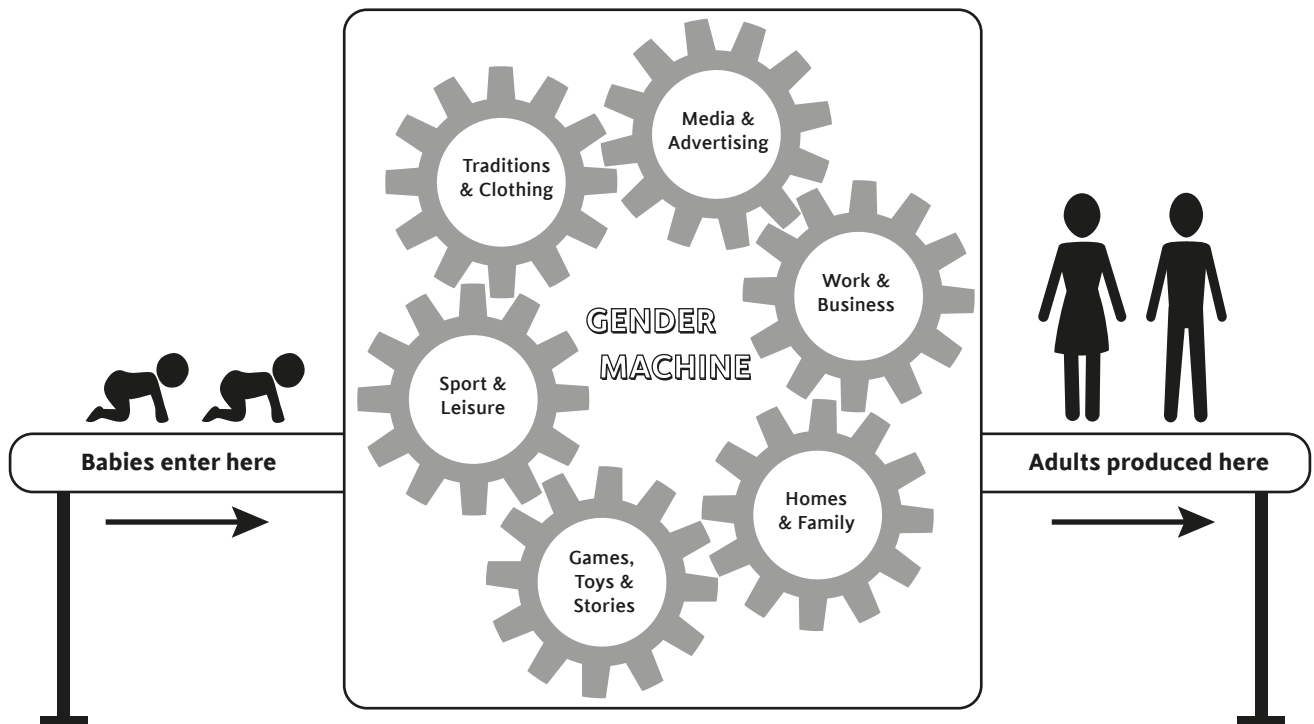 Media &
Advertising
Traditions
& Clothing
Work &
Business
GENDER
MACHINE
Sport &
Leisure
Babies enter here
Adults produced here
Homes
& Family
Games,
Toys &
Stories